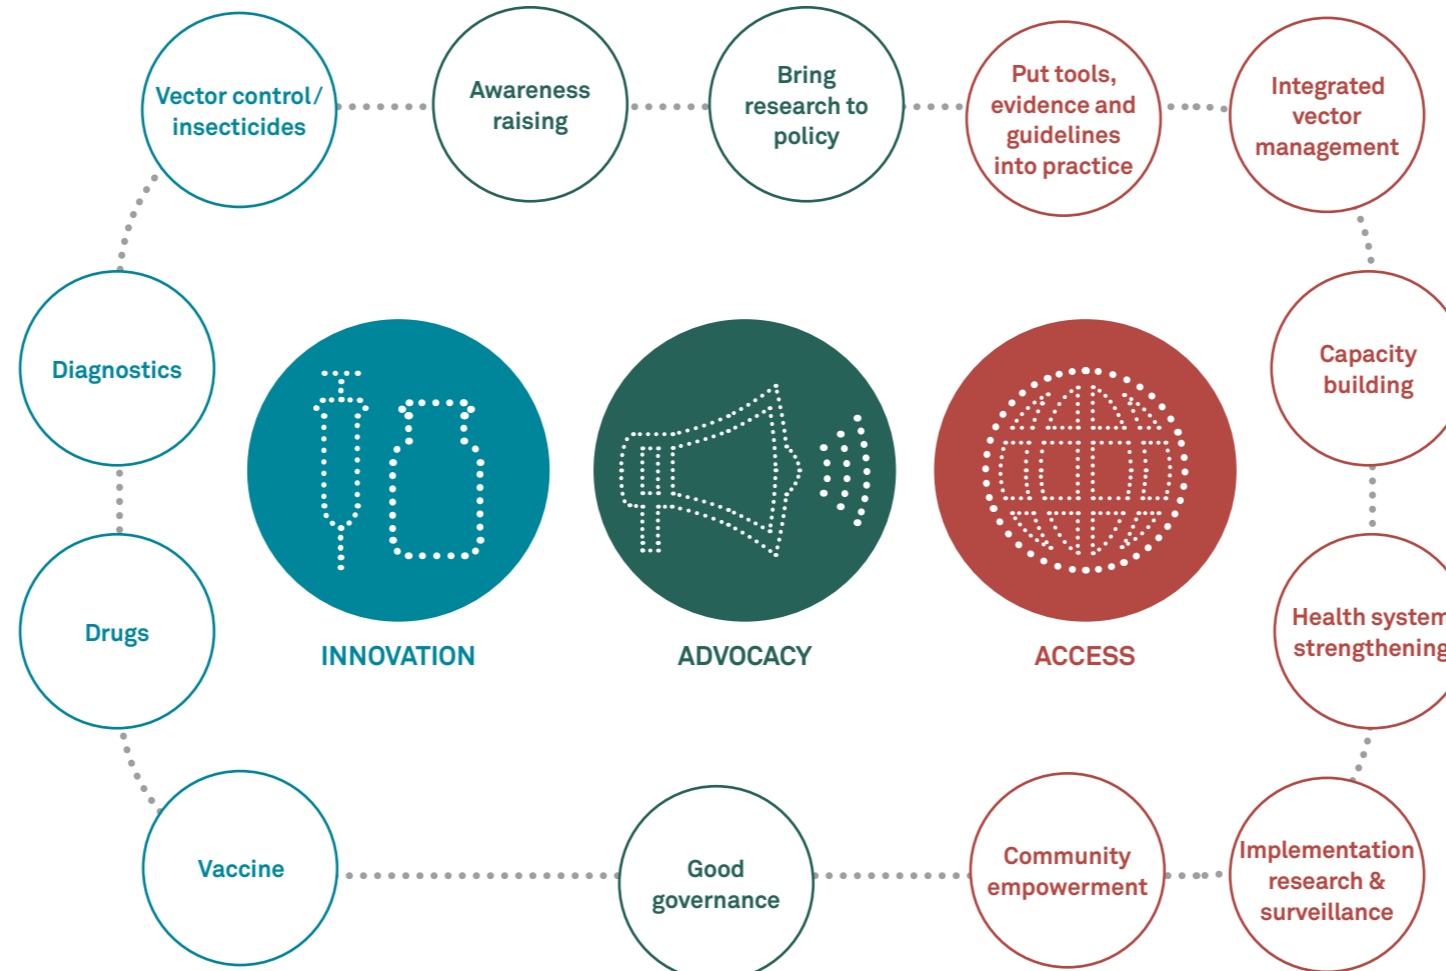 Vector control/
insecticides
Awareness
raising
Bring
research to
policy
Put tools,
evidence and
guidelines
into practice
Integrated
vector
management
Diagnostics
Capacity
building
Drugs
Health system
strengthening
INNOVATION
ADVOCACY
ACCESS
Vaccine
Good
governance
Community
empowerment
Implementation
research &
surveillance